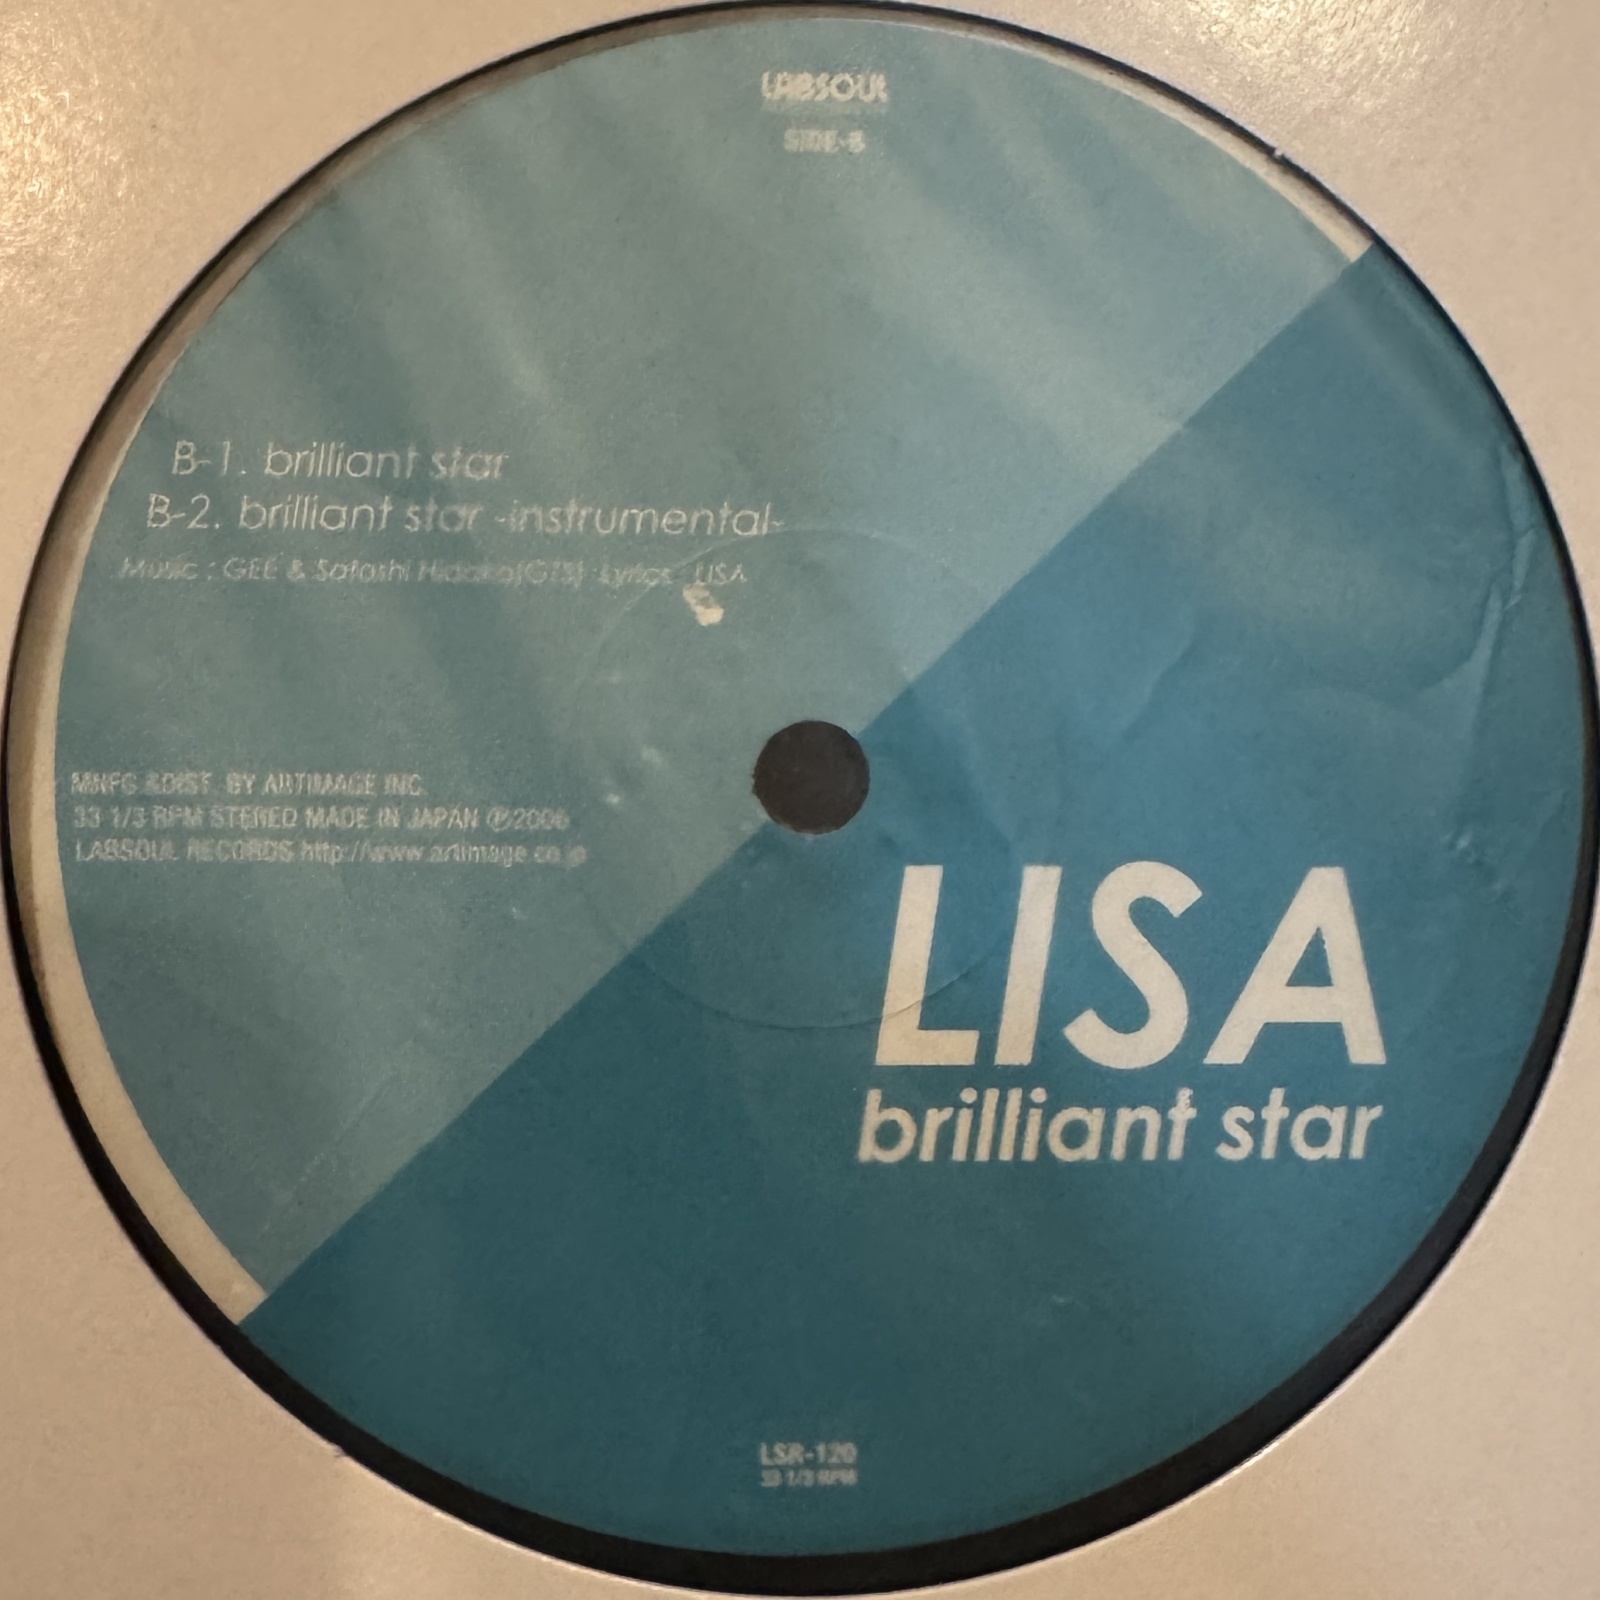 LABSOUL
SIDE-B
B-1. brilliant star
B-2. brilliant star -instrumental-
Music : GEE & Satoshi Hidaka(GTS) Lyrics : LISA
MNFG &DIST. BY ARTIMAGE INC.
33 1/3 RPM STEREO MADE IN JAPAN ℗2006
LABSOUL RECORDS http://www.artimage.co.jp
LISA
brilliant star
LSR-120
33 1/3 RPM